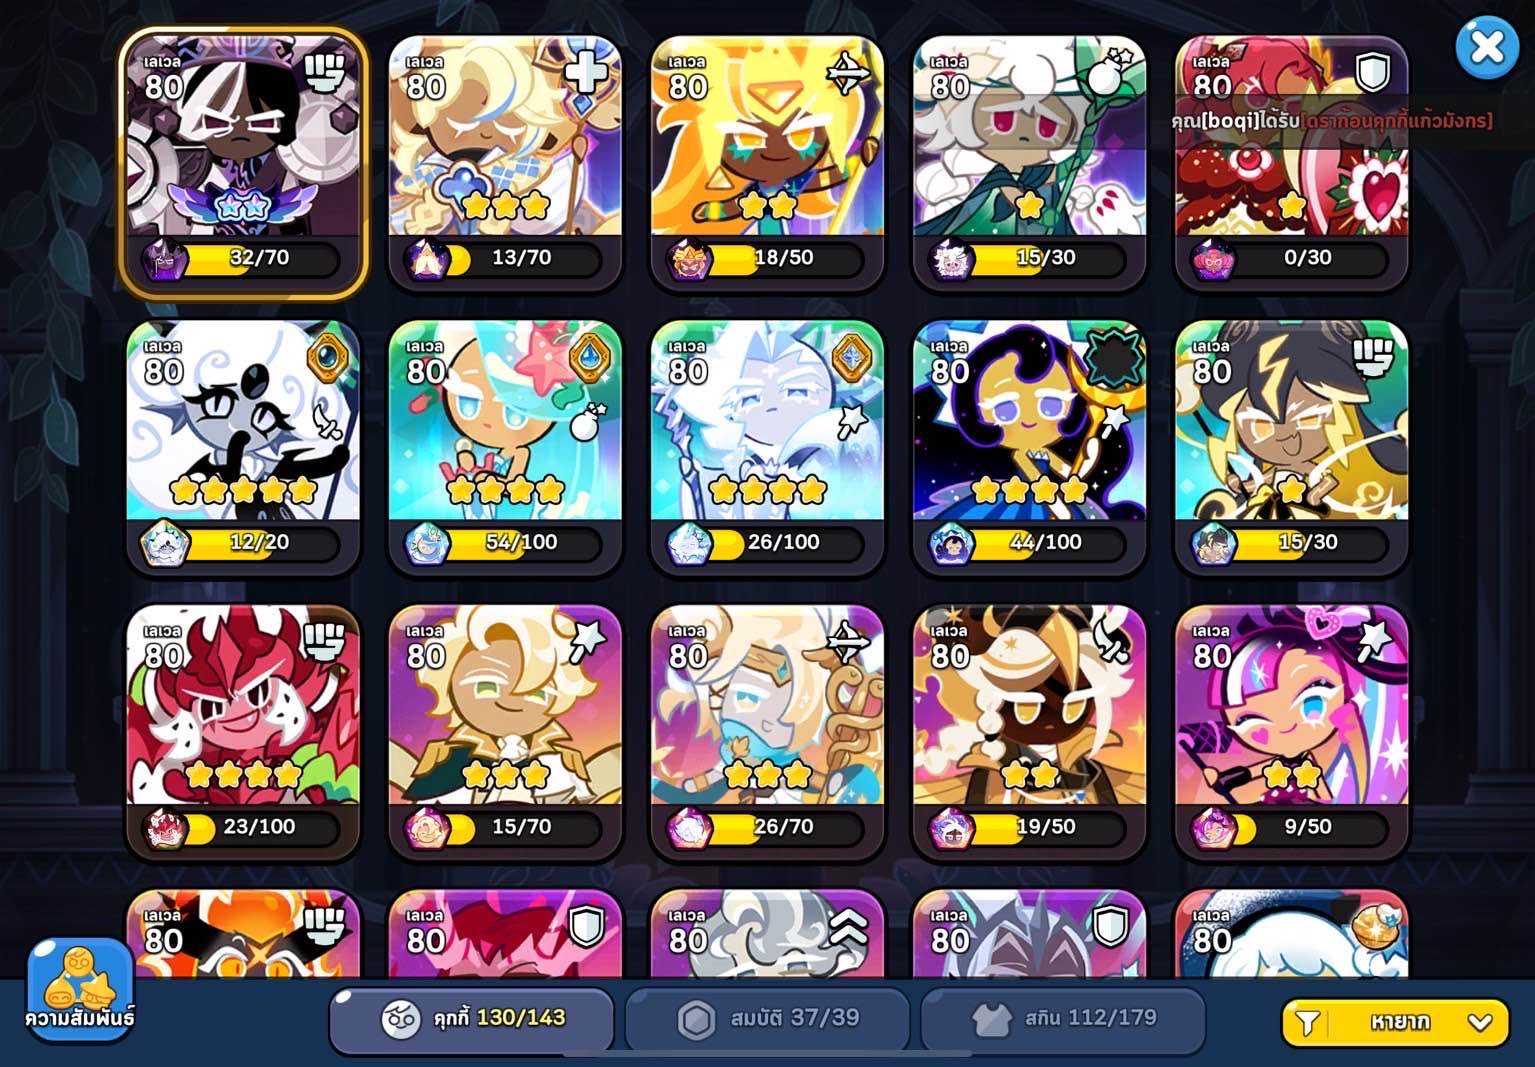 เลเวล
80
32/70
เลเวล
80
13/70
เลเวล
80
18/50
เลเวล
80
15/30
เลเวล
80
0/30
คุณ[boqi]ได้รับ[ดราก้อนคุกกี้แก้วมังกร]
เลเวล
80
12/20
เลเวล
80
54/100
เลเวล
80
26/100
เลเวล
80
44/100
เลเวล
80
15/30
เลเวล
80
23/100
เลเวล
80
15/70
เลเวล
80
26/70
เลเวล
80
19/50
เลเวล
80
9/50
เลเวล
80
เลเวล
80
เลเวล
80
เลเวล
80
เลเวล
80
ความสัมพันธ์
คุกกี้ 130/143
สมบัติ 37/39
สกิน 112/179
หายาก